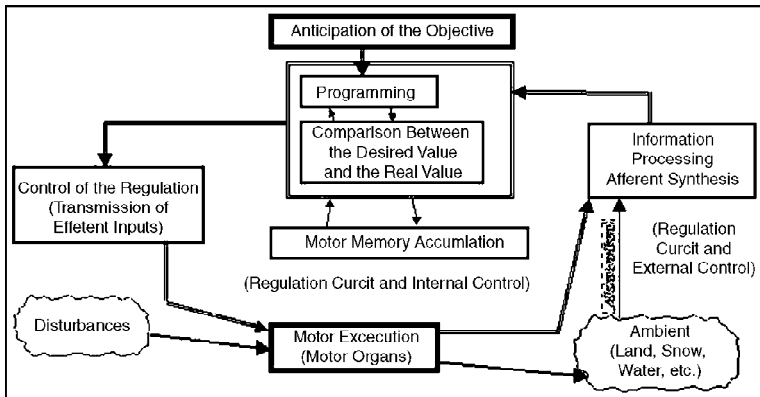 Anticipation of the Objective
Programming
Comparison Between
the Desired Value
and the Real Value
Information
Processing
Afferent Synthesis
Control of the Regulation
(Transmission of
Effetent Inputs)
Motor Memory Accumlation
(Regulation Curcit and Internal Control)
(Regulation
Curcit and
External Control)
Disturbances
Motor Excecution
(Motor Organs)
Ambient
(Land, Snow,
Water, etc.)